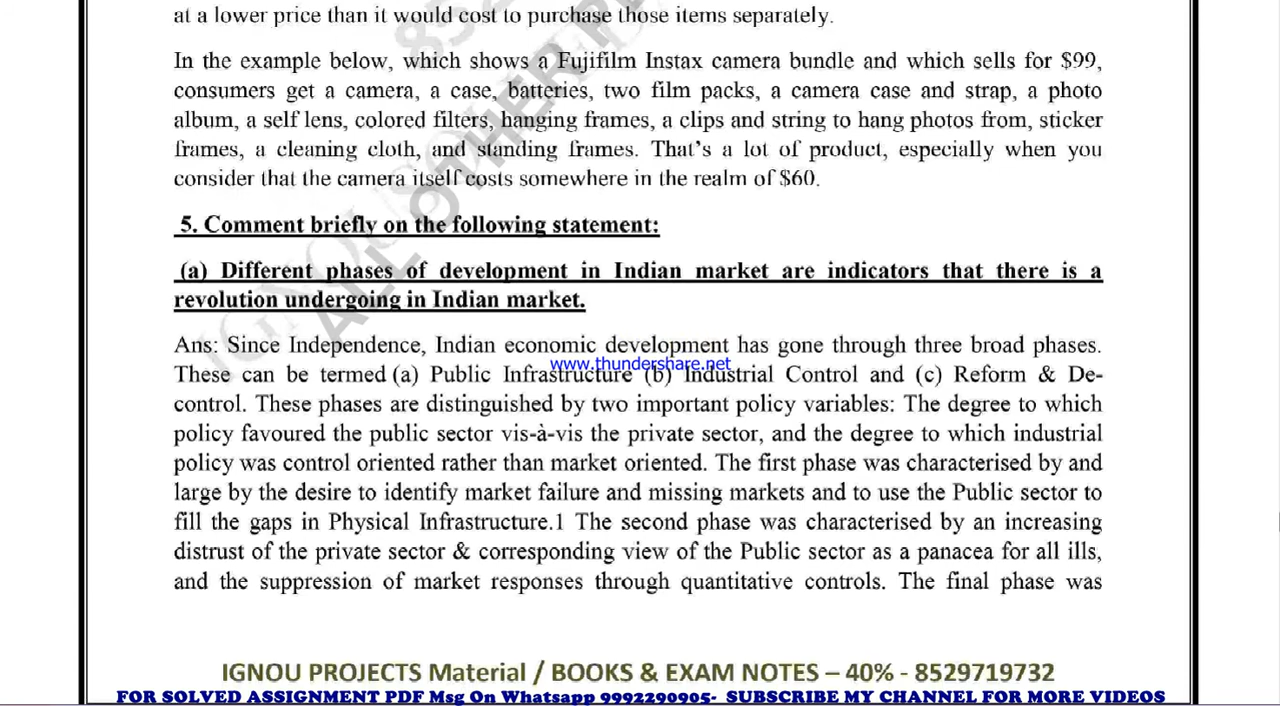 at a lower price than it would cost to purchase those items separately.
In the example below, which shows a Fujifilm Instax camera bundle and which sells for $99,
consumers get a camera, a case, batteries, two film packs, a camera case and strap, a photo
album, a self lens, colored filters, hanging frames, a clips and string to hang photos from, sticker
frames, a cleaning cloth, and standing frames. That's a lot of product, especially when you
consider that the camera itself costs somewhere in the realm of $60.
5. Comment briefly on the following statement:
(a) Different phases of development in Indian market are indicators that there is a
revolution undergoing in Indian market.
Ans: Since Independence, Indian economic development has gone through three broad phases.
www.thundershare.net
These can be termed (a) Public Infrastructure (b) Industrial Control and (c) Reform & De-
control. These phases are distinguished by two important policy variables: The degree to which
policy favoured the public sector vis-à-vis the private sector, and the degree to which industrial
policy was control oriented rather than market oriented. The first phase was characterised by and
large by the desire to identify market failure and missing markets and to use the Public sector to
fill the gaps in Physical Infrastructure.1 The second phase was characterised by an increasing
distrust of the private sector & corresponding view of the Public sector as a panacea for all ills,
and the suppression of market responses through quantitative controls. The final phase was
IGNOU PROJECTS Material / BOOKS & EXAM NOTES – 40% - 8529719732
FOR SOLVED ASSIGNMENT PDF Msg On Whatsapp 9992290905- SUBSCRIBE MY CHANNEL FOR MORE VIDEOS
ALL OTHER